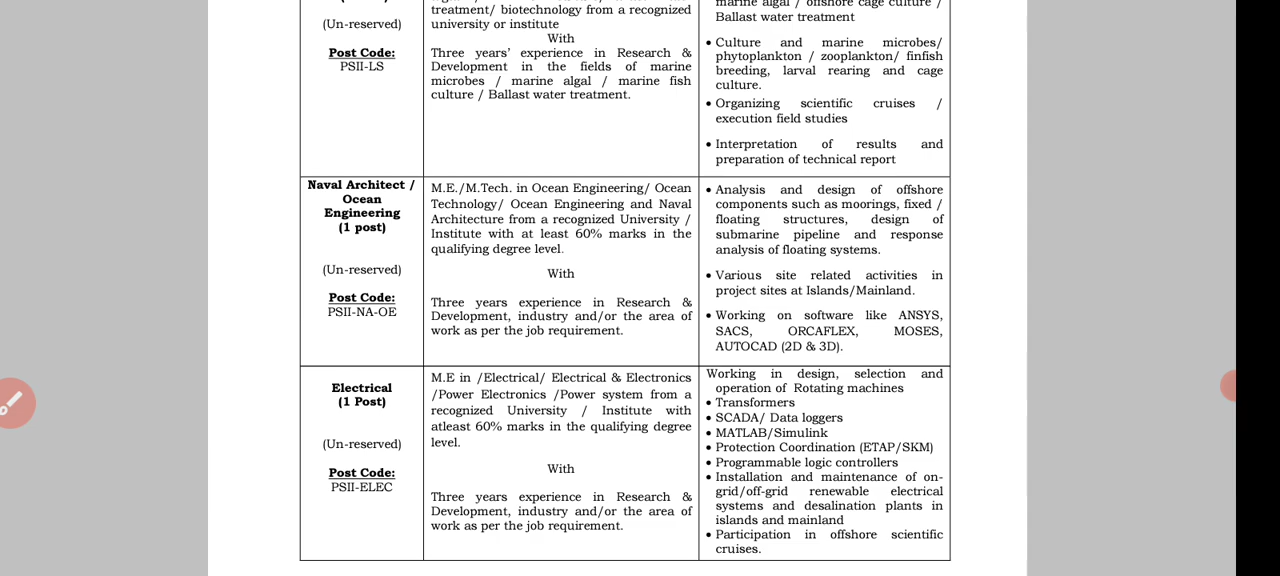 (Un-reserved)
Post Code:
PSII-LS
treatment/ biotechnology from a recognized
university or institute
With
Three years’ experience in Research &
Development in the fields of marine
microbes / marine algal / marine fish
culture / Ballast water treatment.
marine algal / offshore cage culture /
Ballast water treatment
• Culture and marine microbes/
phytoplankton / zooplankton/ finfish
breeding, larval rearing and cage
culture.
• Organizing scientific cruises /
execution field studies
• Interpretation of results and
preparation of technical report
Naval Architect /
Ocean
Engineering
(1 post)
(Un-reserved)
Post Code:
PSII-NA-OE
M.E./M.Tech. in Ocean Engineering/ Ocean
Technology/ Ocean Engineering and Naval
Architecture from a recognized University /
Institute with at least 60% marks in the
qualifying degree level.
With
Three years experience in Research &
Development, industry and/or the area of
work as per the job requirement.
• Analysis and design of offshore
components such as moorings, fixed /
floating structures, design of
submarine pipeline and response
analysis of floating systems.
• Various site related activities in
project sites at Islands/Mainland.
• Working on software like ANSYS,
SACS, ORCAFLEX, MOSES,
AUTOCAD (2D & 3D).
Electrical
(1 Post)
(Un-reserved)
Post Code:
PSII-ELEC
M.E in /Electrical/ Electrical & Electronics
/Power Electronics /Power system from a
recognized University / Institute with
atleast 60% marks in the qualifying degree
level.
With
Three years experience in Research &
Development, industry and/or the area of
work as per the job requirement.
Working in design, selection and
operation of Rotating machines
• Transformers
• SCADA/ Data loggers
• MATLAB/Simulink
• Protection Coordination (ETAP/SKM)
• Programmable logic controllers
• Installation and maintenance of on-
grid/off-grid renewable electrical
systems and desalination plants in
islands and mainland
• Participation in offshore scientific
cruises.